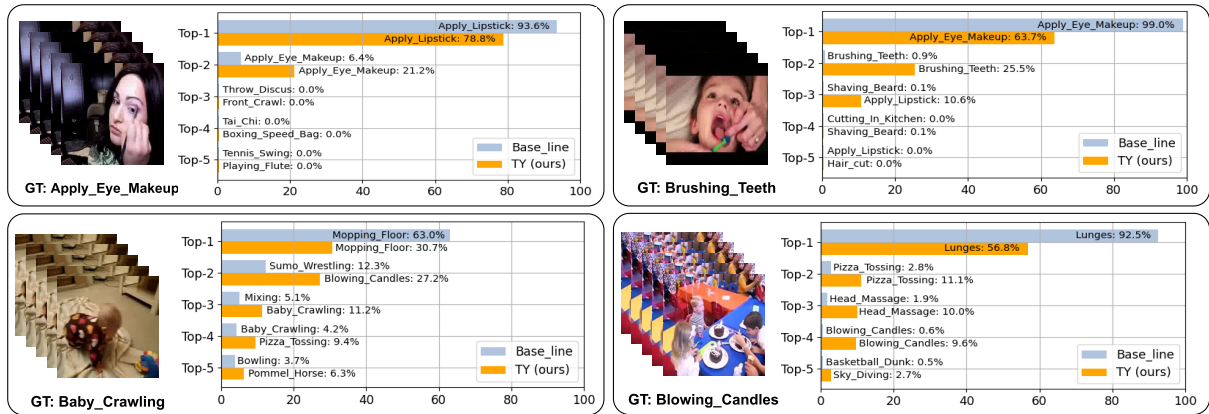 Top-1
Apply_Lipstick: 93.6%
Apply_Lipstick: 78.8%
Top-2
Apply_Eye_Makeup: 6.4%
Apply_Eye_Makeup: 21.2%
Top-3
Throw_Discus: 0.0%
Front_Crawl: 0.0%
Top-4
Tai_Chi: 0.0%
Boxing_Speed_Bag: 0.0%
Top-5
Tennis_Swing: 0.0%
Playing_Flute: 0.0%
Base_line
TY (ours)
0 20 40 60 80 100
GT: Apply_Eye_Makeup
Top-1
Apply_Eye_Makeup: 99.0%
Apply_Eye_Makeup: 63.7%
Top-2
Brushing_Teeth: 0.9%
Brushing_Teeth: 25.5%
Top-3
Shaving_Beard: 0.1%
Apply_Lipstick: 10.6%
Top-4
Cutting_In_Kitchen: 0.0%
Shaving_Beard: 0.1%
Top-5
Apply_Lipstick: 0.0%
Hair_cut: 0.0%
Base_line
TY (ours)
0 20 40 60 80 100
GT: Brushing_Teeth
Top-1
Mopping_Floor: 63.0%
Mopping_Floor: 30.7%
Top-2
Sumo_Wrestling: 12.3%
Blowing_Candles: 27.2%
Top-3
Mixing: 5.1%
Baby_Crawling: 11.2%
Top-4
Baby_Crawling: 4.2%
Pizza_Tossing: 9.4%
Top-5
Bowling: 3.7%
Pommel_Horse: 6.3%
Base_line
TY (ours)
0 20 40 60 80 100
GT: Baby_Crawling
Top-1
Lunges: 92.5%
Lunges: 56.8%
Top-2
Pizza_Tossing: 2.8%
Pizza_Tossing: 11.1%
Top-3
Head_Massage: 1.9%
Head_Massage: 10.0%
Top-4
Blowing_Candles: 0.6%
Blowing_Candles: 9.6%
Top-5
Basketball_Dunk: 0.5%
Sky_Diving: 2.7%
Base_line
TY (ours)
0 20 40 60 80 100
GT: Blowing_Candles